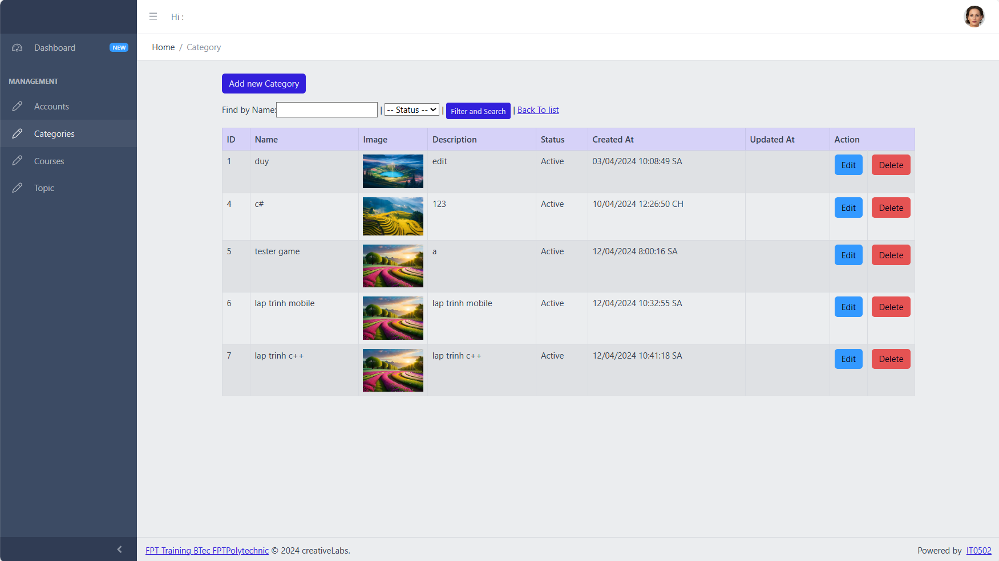 Hi :
Dashboard NEW
Home / Category
MANAGEMENT
Accounts
Categories
Courses
Topic
Add new Category
Find by Name: | -- Status -- | Filter and Search | Back To list
ID Name Image Description Status Created At Updated At Action
1 duy edit Active 03/04/2024 10:08:49 SA Edit Delete
4 c# 123 Active 10/04/2024 12:26:50 CH Edit Delete
5 tester game a Active 12/04/2024 8:00:16 SA Edit Delete
6 lap trình mobile lap trinh mobile Active 12/04/2024 10:32:55 SA Edit Delete
7 lap trinh c++ lap trinh c++ Active 12/04/2024 10:41:18 SA Edit Delete
FPT Training BTec FPTPolytechnic © 2024 creativeLabs. Powered by IT0502